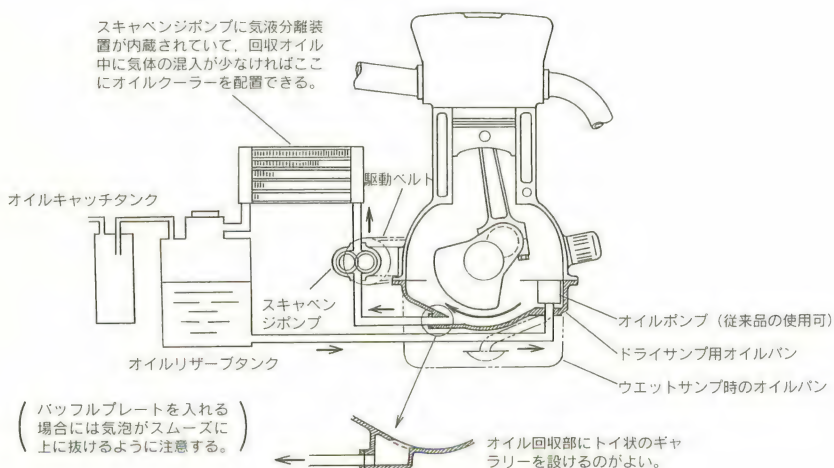 スキャベンジポンプに気液分離装
置が内蔵されていて，回収オイル
中に気体の混入が少なければここ
にオイルクーラーを配置できる。
駆動ベルト
オイルキャッチタンク
スキャベン
ジポンプ
オイルリザーブタンク
オイルポンプ（従来品の使用可）
ドライサンプ用オイルパン
ウエットサンプ時のオイルパン
バッフルプレートを入れる
場合には気泡がスムーズに
上に抜けるように注意する。
オイル回収部にトイ状のギャ
ラリーを設けるのがよい。